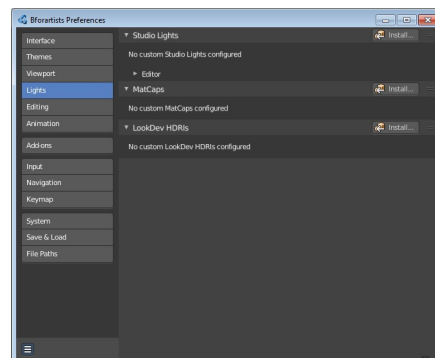 Bforartists Preferences
Interface
Themes
Viewport
Lights
Editing
Animation
Add-ons
Input
Navigation
Keymap
System
Save & Load
File Paths
Studio Lights
Install...
No custom Studio Lights configured
Editor
MatCaps
Install...
No custom MatCaps configured
LookDev HDRIs
Install...
No custom LookDev HDRIs configured